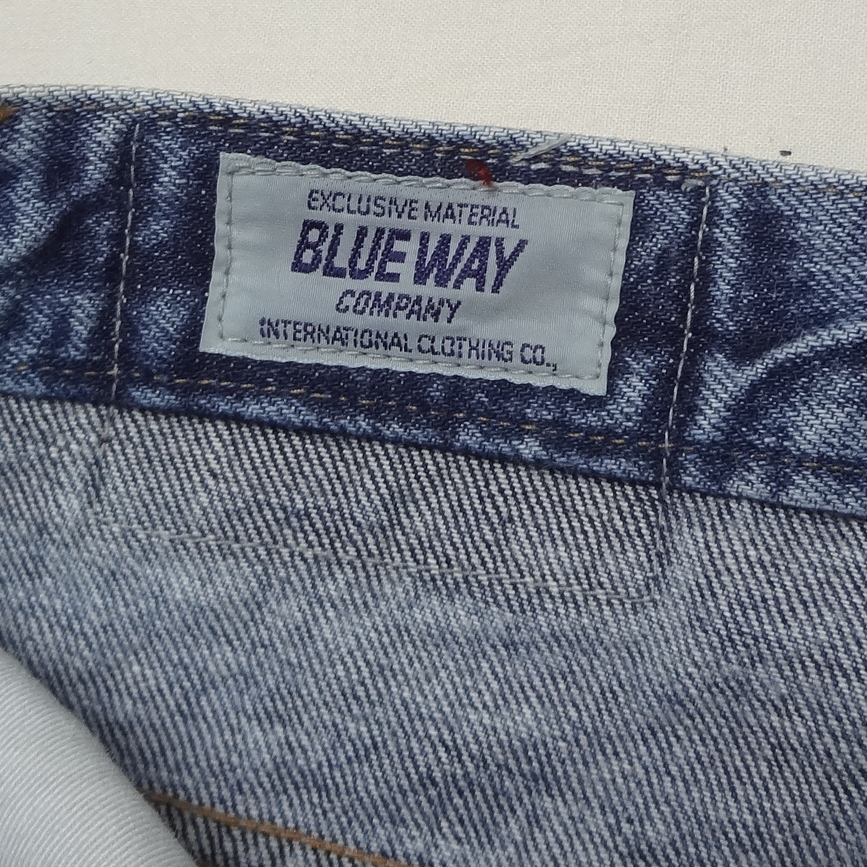 EXCLUSIVE MATERIAL
BLUE WAY
COMPANY
INTERNATIONAL CLOTHING CO.,